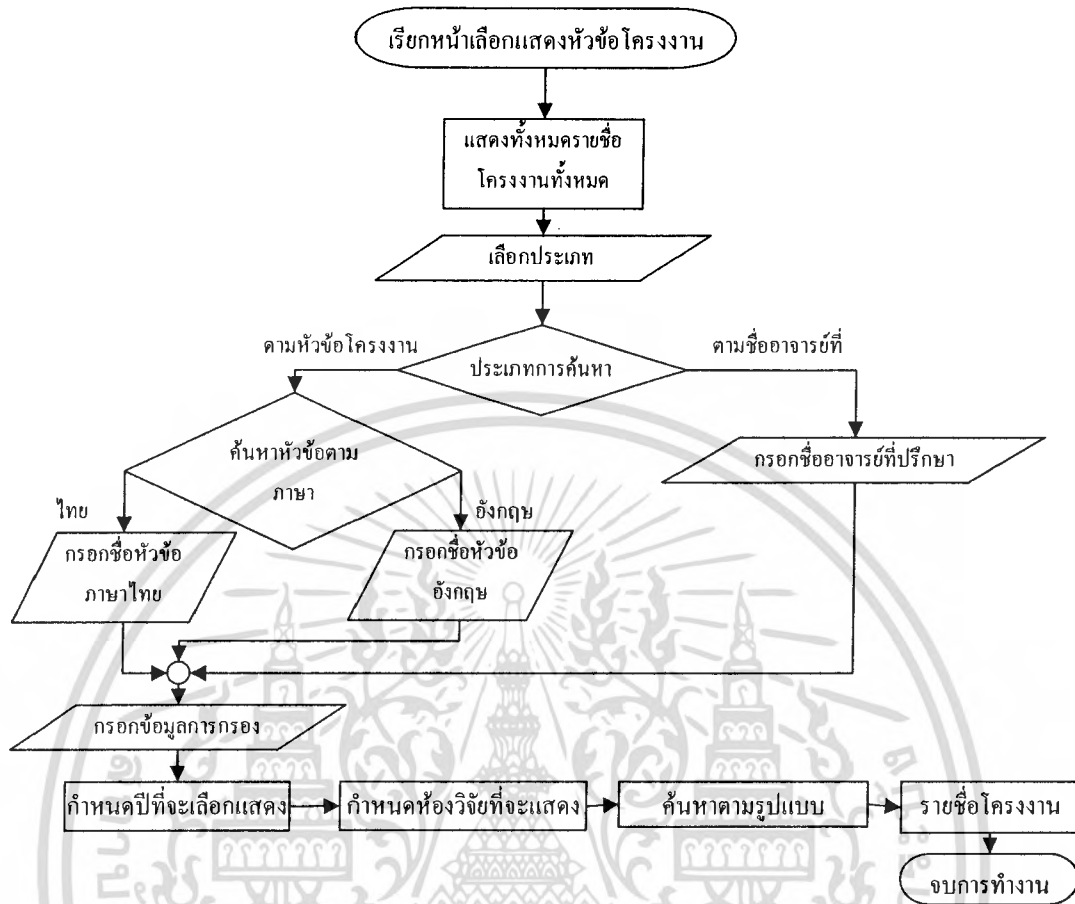 เรียกหน้าเลือกแสดงหัวข้อโครงงาน
แสดงทั้งหมดรายชื่อ
โครงงานทั้งหมด
เลือกประเภท
ประเภทการค้นหา
ตามหัวข้อโครงงาน
ตามชื่ออาจารย์ที่
ค้นหาหัวข้อตาม
ภาษา
กรอกชื่ออาจารย์ที่ปรึกษา
ไทย
อังกฤษ
กรอกชื่อหัวข้อ
ภาษาไทย
กรอกชื่อหัวข้อ
อังกฤษ
กรอกข้อมูลการกรอง
กำหนดปีที่จะเลือกแสดง
กำหนดห้องวิจัยที่จะแสดง
ค้นหาตามรูปแบบ
รายชื่อโครงงาน
จบการทำงาน